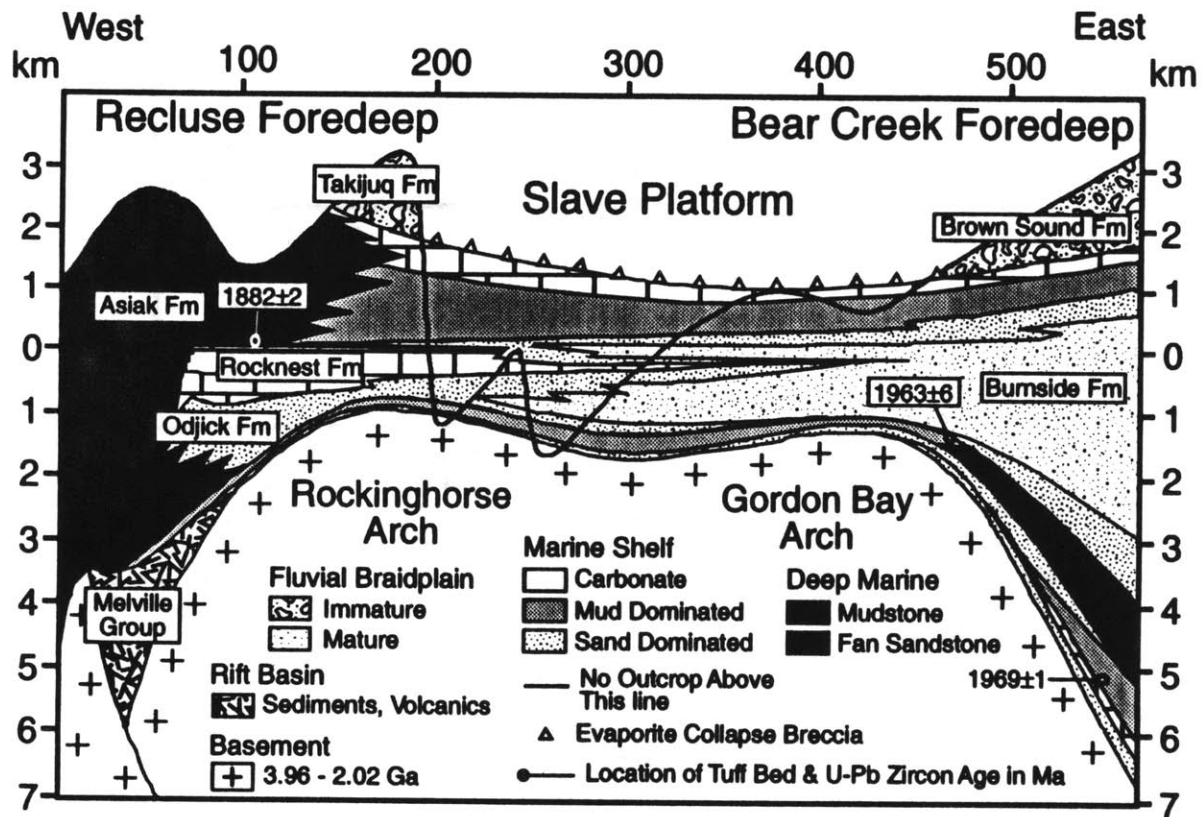 West East
km 100 200 300 400 500 km
Recluse Foredeep Bear Creek Foredeep
3 3
Takijuq Fm
Slave Platform
2 Brown Sound Fm 2
1 1
Asiak Fm 1882±2
0 0
Rocknest Fm
1963±6 Burnside Fm
1 1
Odjick Fm
2 2
Rockinghorse Gordon Bay
Arch Arch
3 3
Marine Shelf
Fluvial Braidplain Carbonate Deep Marine
4 Immature Mud Dominated Mudstone 4
Melville
Group
Mature Sand Dominated Fan Sandstone
5 5
Rift Basin No Outcrop Above 1969±1
Sediments, Volcanics This line
6 6
Basement Evaporite Collapse Breccia
3.96 - 2.02 Ga Location of Tuff Bed & U-Pb Zircon Age in Ma
7 7